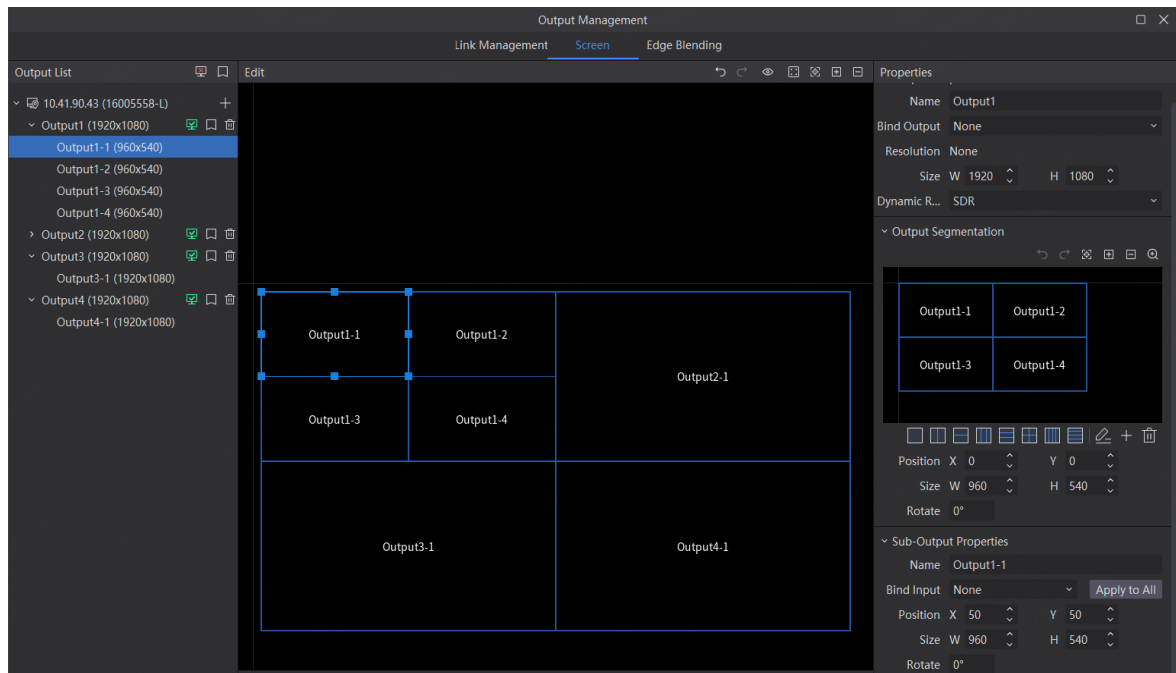 Output Management
Link Management
Screen
Edge Blending
Output List
Edit
Properties
10.41.90.43 (16005558-L)
Output1 (1920x1080)
Output1-1 (960x540)
Output1-2 (960x540)
Output1-3 (960x540)
Output1-4 (960x540)
Output2 (1920x1080)
Output3 (1920x1080)
Output3-1 (1920x1080)
Output4 (1920x1080)
Output4-1 (1920x1080)
Output1-1
Output1-2
Output2-1
Output1-3
Output1-4
Output3-1
Output4-1
Name Output1
Bind Output None
Resolution None
Size W 1920 H 1080
Dynamic R... SDR
Output Segmentation
Output1-1
Output1-2
Output1-3
Output1-4
Position X 0 Y 0
Size W 960 H 540
Rotate 0°
Sub-Output Properties
Name Output1-1
Bind Input None Apply to All
Position X 50 Y 50
Size W 960 H 540
Rotate 0°